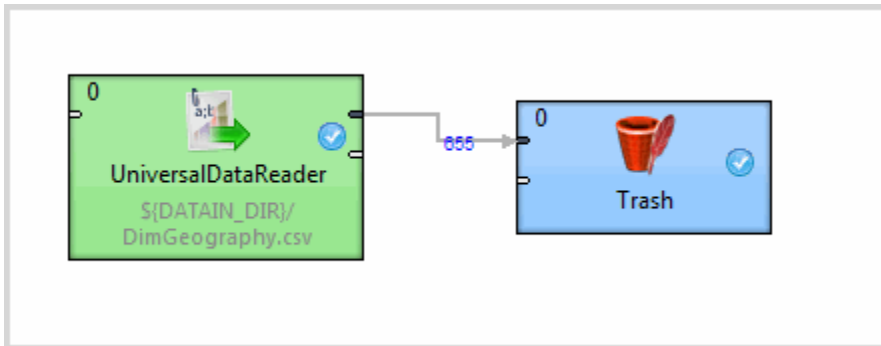 0
a;b
UniversalDataReader
${DATAIN_DIR}/
DimGeography.csv
655
0
Trash